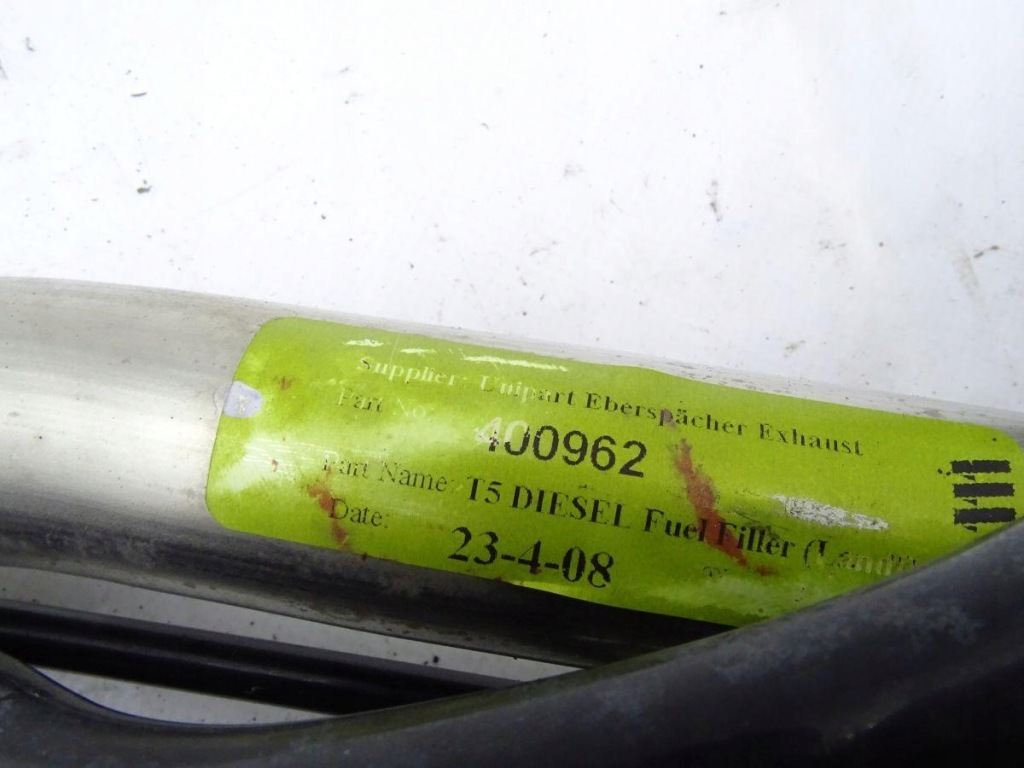 Supplier: Unipart Eberspächer Exhaust
Part No:
400962
Part Name: T5 DIESEL Fuel Filler
Date:
23-4-08